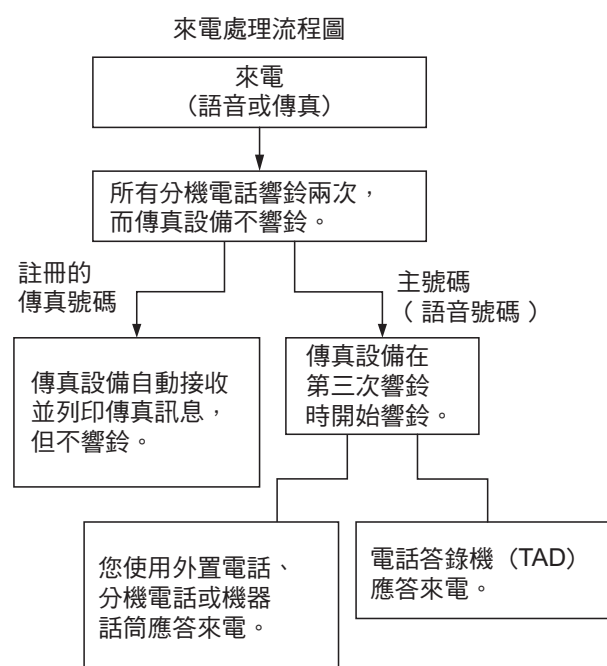 來電處理流程圖
來電
（語音或傳真）
所有分機電話響鈴兩次，
而傳真設備不響鈴。
註冊的
傳真號碼
主號碼
（語音號碼）
傳真設備自動接收
並列印傳真訊息，
但不響鈴。
傳真設備在
第三次響鈴
時開始響鈴。
您使用外置電話、
分機電話或機器
話筒應答來電。
電話答錄機（TAD）
應答來電。